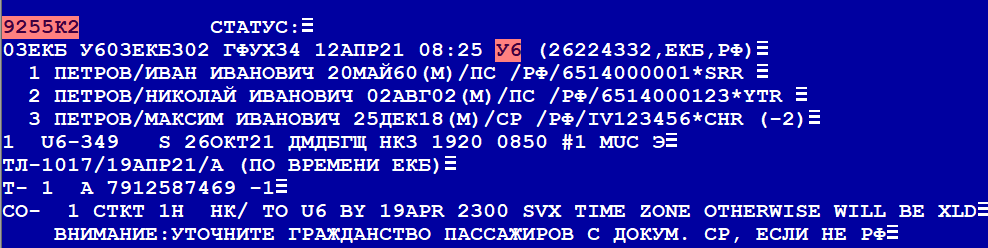 9255К2 СТАТУС:
03ЕКБ У603ЕКБ302 ГФУХ34 12АПР21 08:25 У6 (26224332,ЕКБ,РФ)
1 ПЕТРОВ/ИВАН ИВАНОВИЧ 20МАЙ60(М)/ПС /РФ/6514000001*SRR
2 ПЕТРОВ/НИКОЛАЙ ИВАНОВИЧ 02АВГ02(М)/ПС /РФ/6514000123*YTR
3 ПЕТРОВ/МАКСИМ ИВАНОВИЧ 25ДЕК18(М)/СР /РФ/IV123456*CHR (-2)
1 U6-349 S 26ОКТ21 ДМДБГЩ НК3 1920 0850 #1 MUC Э
ТЛ-1017/19АПР21/А (ПО ВРЕМЕНИ ЕКБ)
Т- 1 А 7912587469 -1
СО- 1 СТКТ 1Н НК/ TO U6 BY 19APR 2300 SVX TIME ZONE OTHERWISE WILL BE XLD
ВНИМАНИЕ:УТОЧНИТЕ ГРАЖДАНСТВО ПАССАЖИРОВ С ДОКУМ. СР, ЕСЛИ НЕ РФ